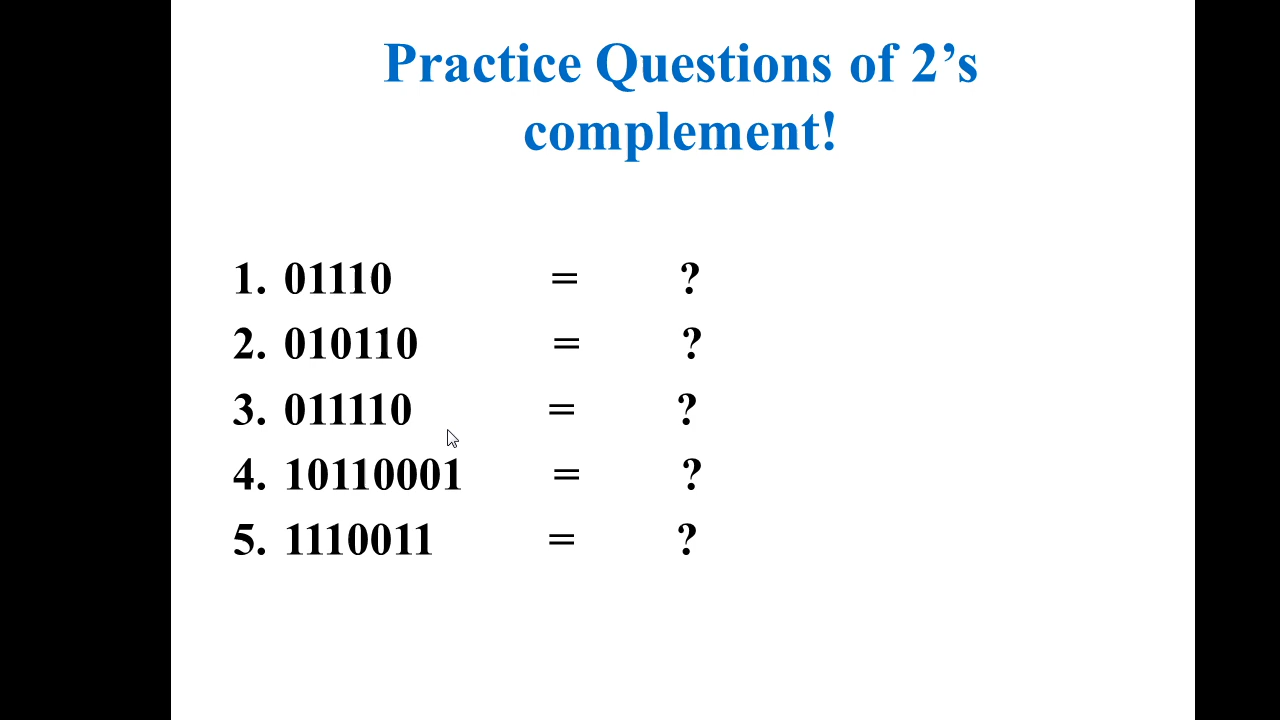 Practice Questions of 2’s
complement!
1. 01110 = ?
2. 010110 = ?
3. 011110 = ?
4. 10110001 = ?
5. 1110011 = ?